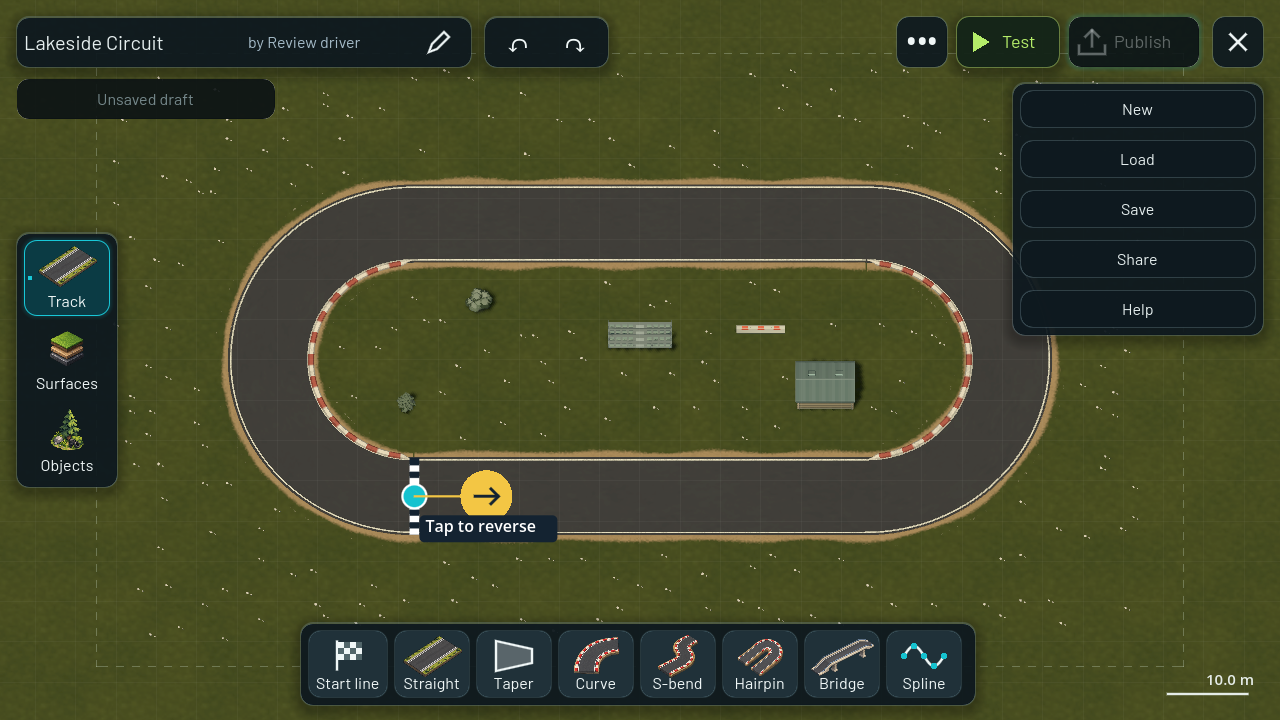 Lakeside Circuit
by Review driver
Test
Publish
Unsaved draft
New
Load
Save
Share
Help
Track
Surfaces
Objects
Tap to reverse
Start line
Straight
Taper
Curve
S-bend
Hairpin
Bridge
Spline
10.0 m